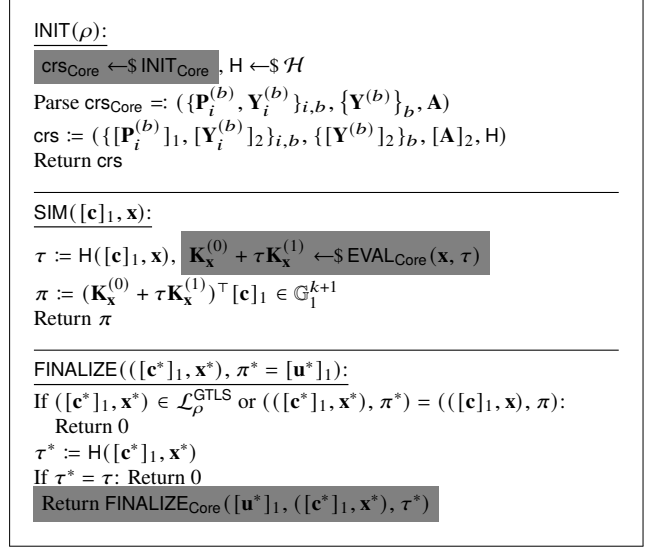 INIT(ρ):
crs_Core ←$ INIT_Core , H ←$ ℋ
Parse crs_Core =: ({𝐏_i^(b), 𝐘_i^(b)}_{i,b}, {𝐘^(b)}_b, 𝐀)
crs := ({[𝐏_i^(b)]_1, [𝐘_i^(b)]_2}_{i,b}, {[𝐘^(b)]_2}_b, [𝐀]_2, H)
Return crs
SIM([𝐜]_1, 𝐱):
τ := H([𝐜]_1, 𝐱), 𝐊_𝐱^(0) + τ𝐊_𝐱^(1) ←$ EVAL_Core(𝐱, τ)
π := (𝐊_𝐱^(0) + τ𝐊_𝐱^(1))^⊤ [𝐜]_1 ∈ 𝔾_1^{k+1}
Return π
FINALIZE(([𝐜*]_1, 𝐱*), π* = [𝐮*]_1):
If ([𝐜*]_1, 𝐱*) ∈ ℒ_ρ^GTLS or (([𝐜*]_1, 𝐱*), π*) = (([𝐜]_1, 𝐱), π):
Return 0
τ* := H([𝐜*]_1, 𝐱*)
If τ* = τ: Return 0
Return FINALIZE_Core([𝐮*]_1, ([𝐜*]_1, 𝐱*), τ*)